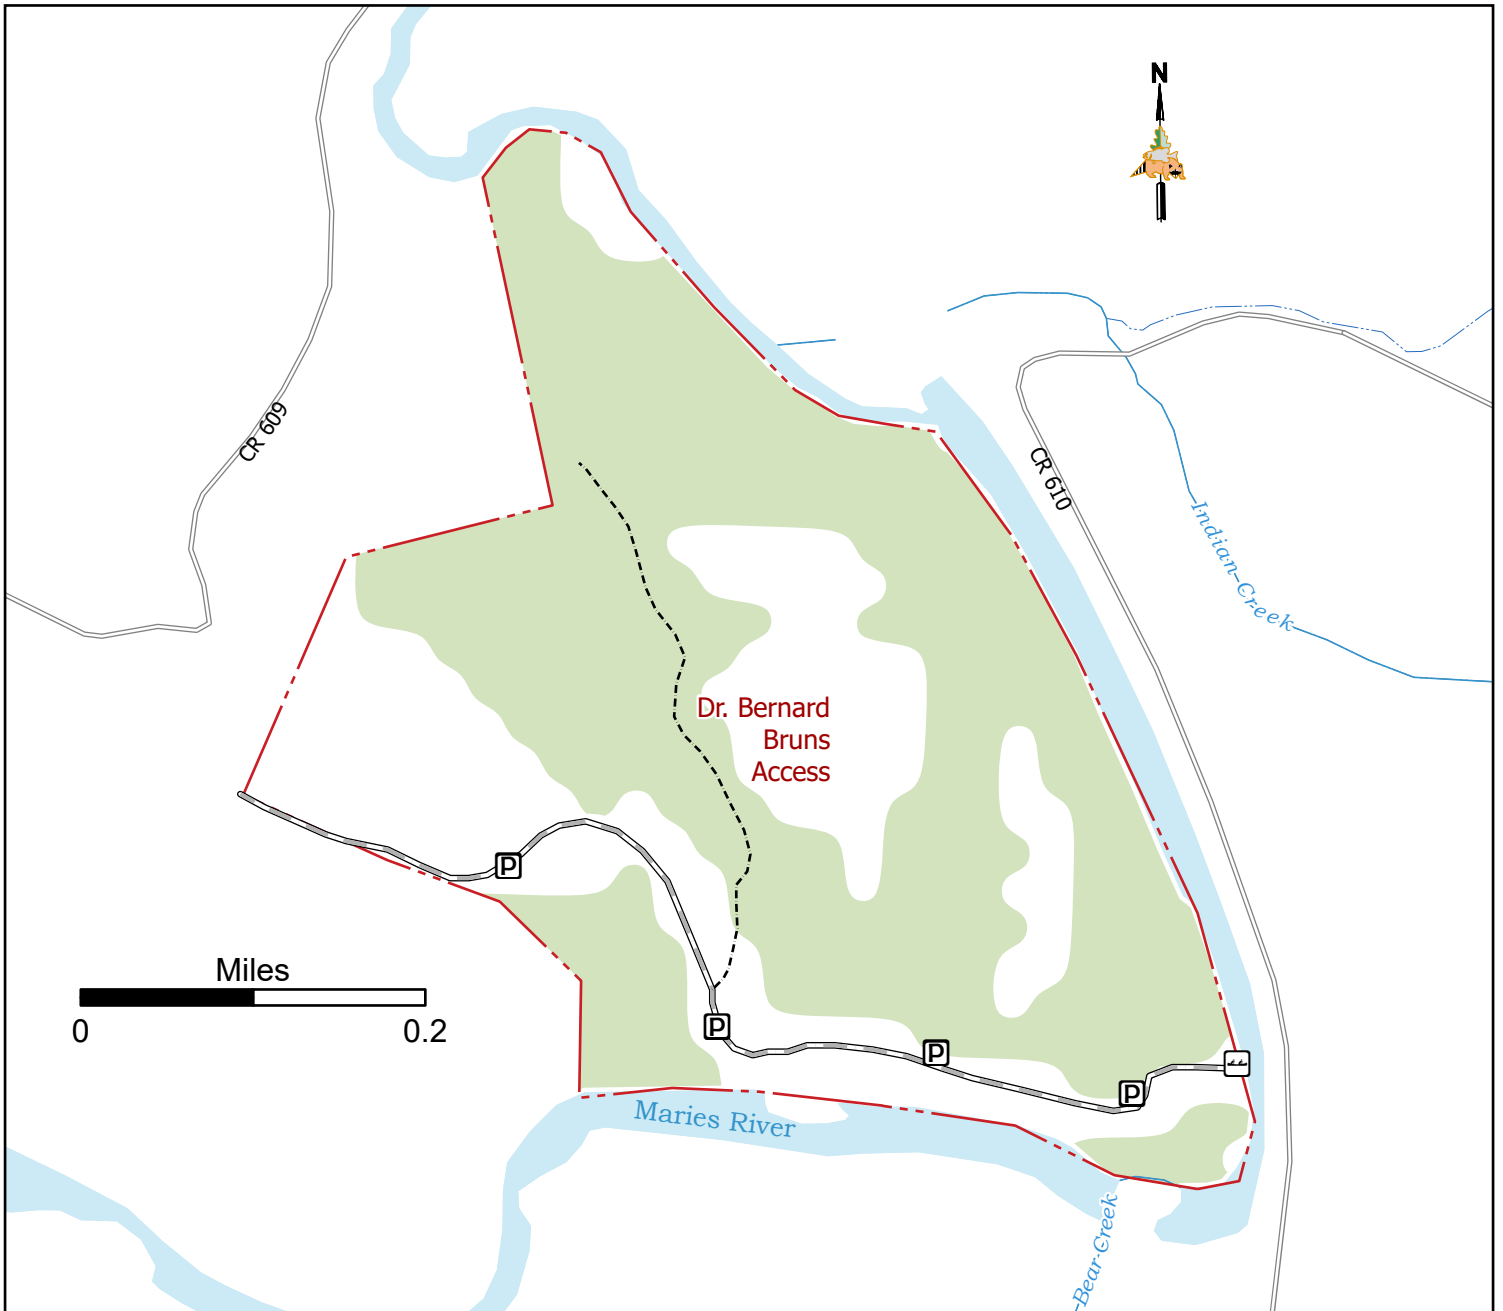 N
CR 609
CR 610
Indian Creek
Dr. Bernard
Bruns
Access
P
Miles
0 0.2
P
P
P
Maries River
Bear Creek